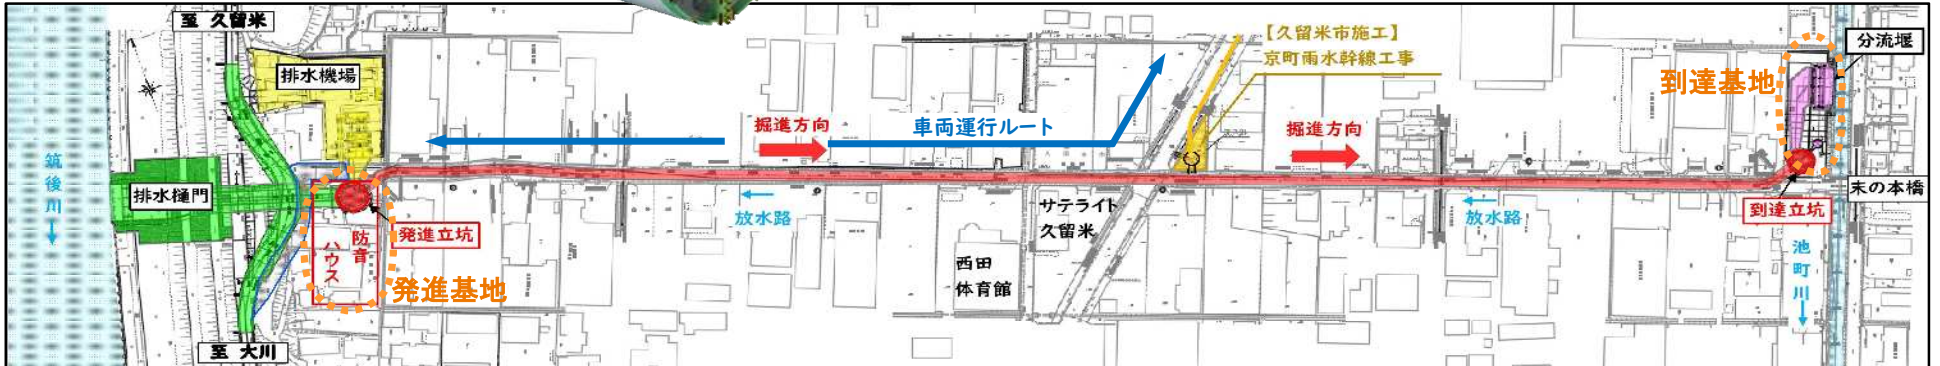 至 久留米
排水機場
筑後川
排水樋門
発進立坑
防音
ハウス
発進基地
至 大川
掘進方向
車両運行ルート
放水路
西田
体育館
サテライト
久留米
【久留米市施工】
京町雨水幹線工事
掘進方向
放水路
到達基地
分流堰
末の本橋
到達立坑
池町川